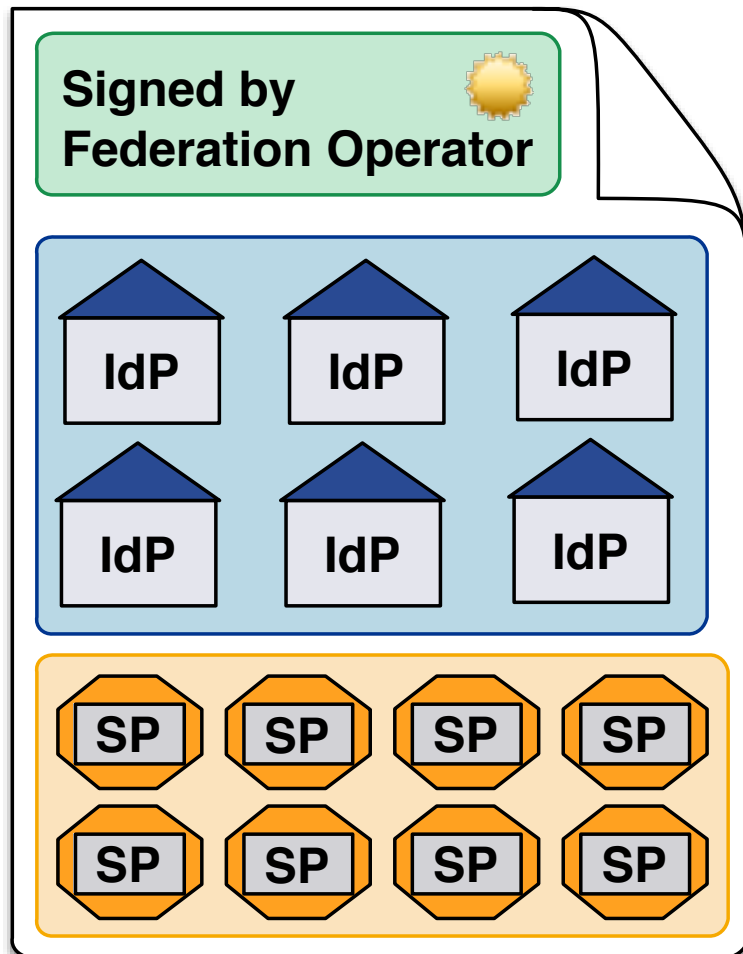 Signed by
Federation Operator
IdP IdP IdP
IdP IdP IdP
SP SP SP SP
SP SP SP SP